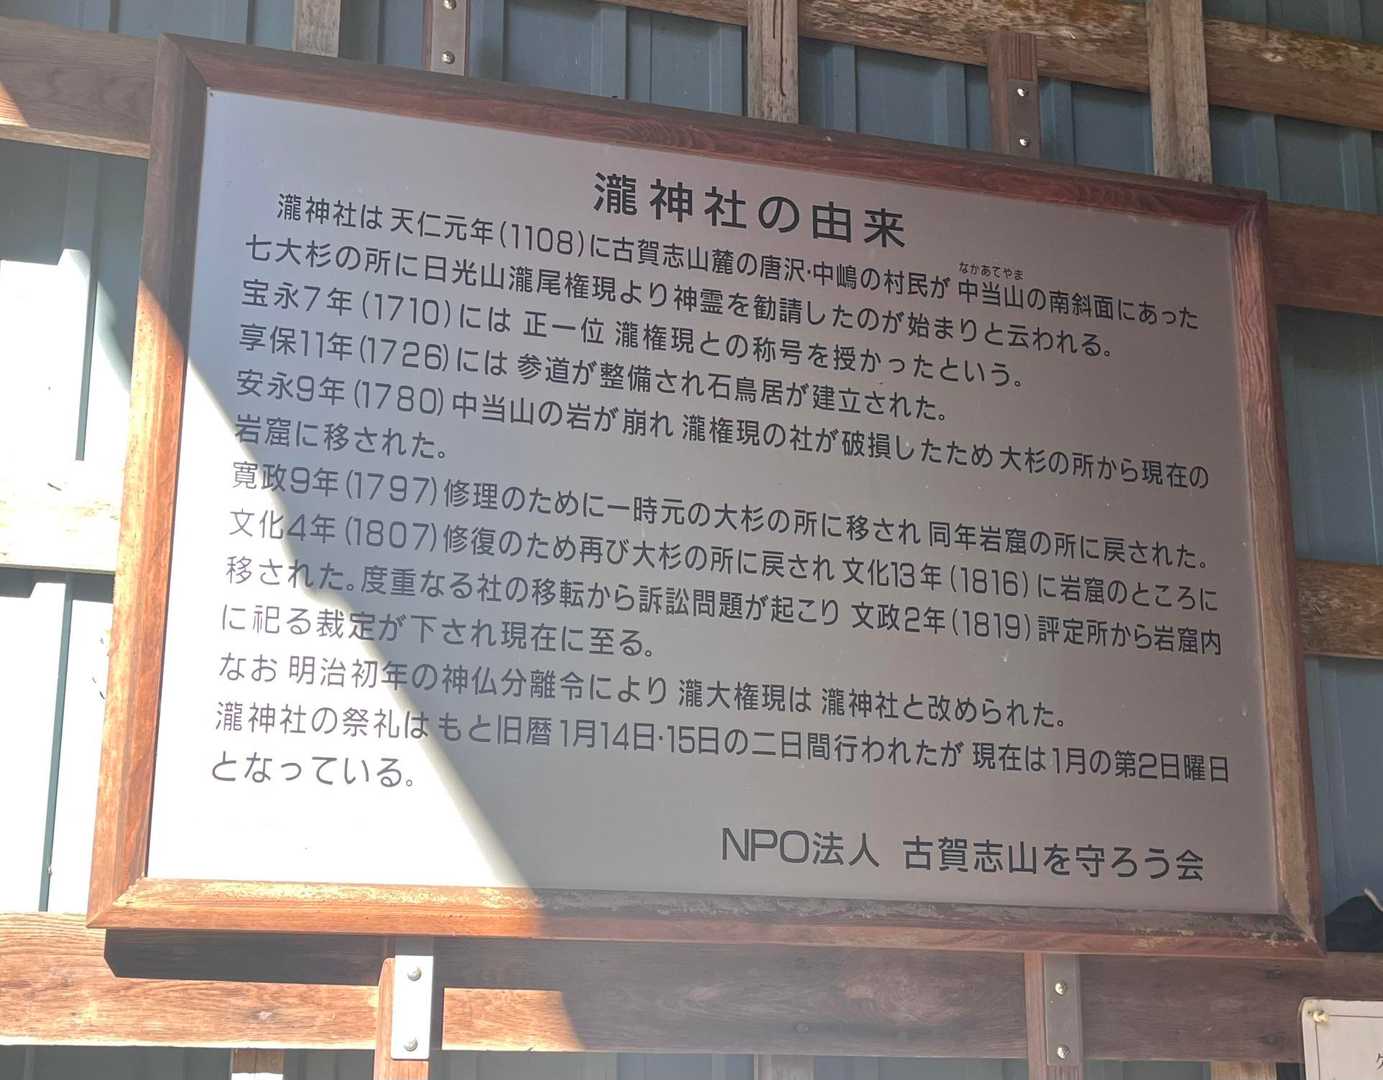 瀧神社の由来
瀧神社は 天仁元年(1108)に古賀志山麓の唐沢・中嶋の村民が 中当山の南斜面にあった
なかあてやま
七大杉の所に日光山瀧尾権現より神霊を勧請したのが始まりと云われる。
宝永7年(1710)には 正一位 瀧権現との称号を授かったという。
享保11年(1726)には 参道が整備され石鳥居が建立された。
安永9年(1780)中当山の岩が崩れ 瀧権現の社が破損したため 大杉の所から現在の
岩窟に移された。
寛政9年(1797)修理のために一時元の大杉の所に移され 同年岩窟の所に戻された。
文化4年(1807)修復のため再び大杉の所に戻され 文化13年(1816)に岩窟のところに
移された。度重なる社の移転から訴訟問題が起こり 文政2年(1819)評定所から岩窟内
に祀る裁定が下され現在に至る。
なお 明治初年の神仏分離令により 瀧大権現は 瀧神社と改められた。
瀧神社の祭礼は もと旧暦1月14日・15日の二日間行われたが 現在は1月の第2日曜日
となっている。
NPO法人 古賀志山を守ろう会